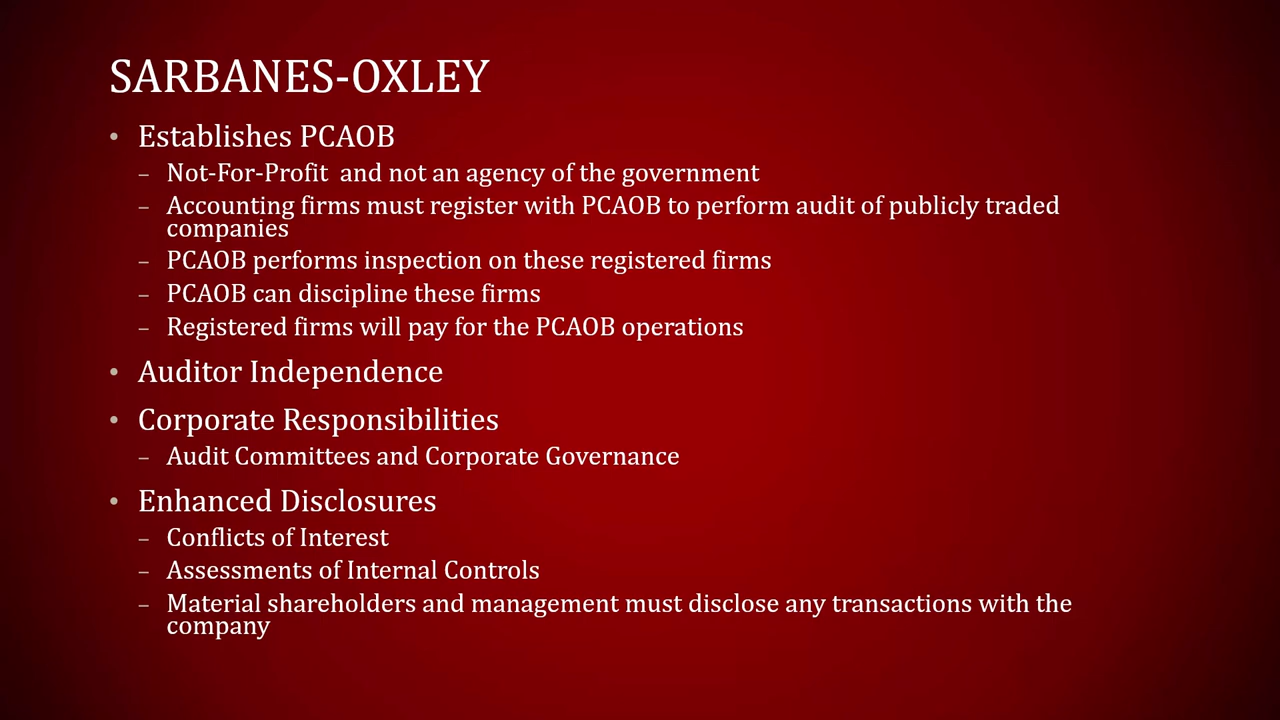 SARBANES-OXLEY
• Establishes PCAOB
– Not-For-Profit  and not an agency of the government
– Accounting firms must register with PCAOB to perform audit of publicly traded
companies
– PCAOB performs inspection on these registered firms
– PCAOB can discipline these firms
– Registered firms will pay for the PCAOB operations
• Auditor Independence
• Corporate Responsibilities
– Audit Committees and Corporate Governance
• Enhanced Disclosures
– Conflicts of Interest
– Assessments of Internal Controls
– Material shareholders and management must disclose any transactions with the
company